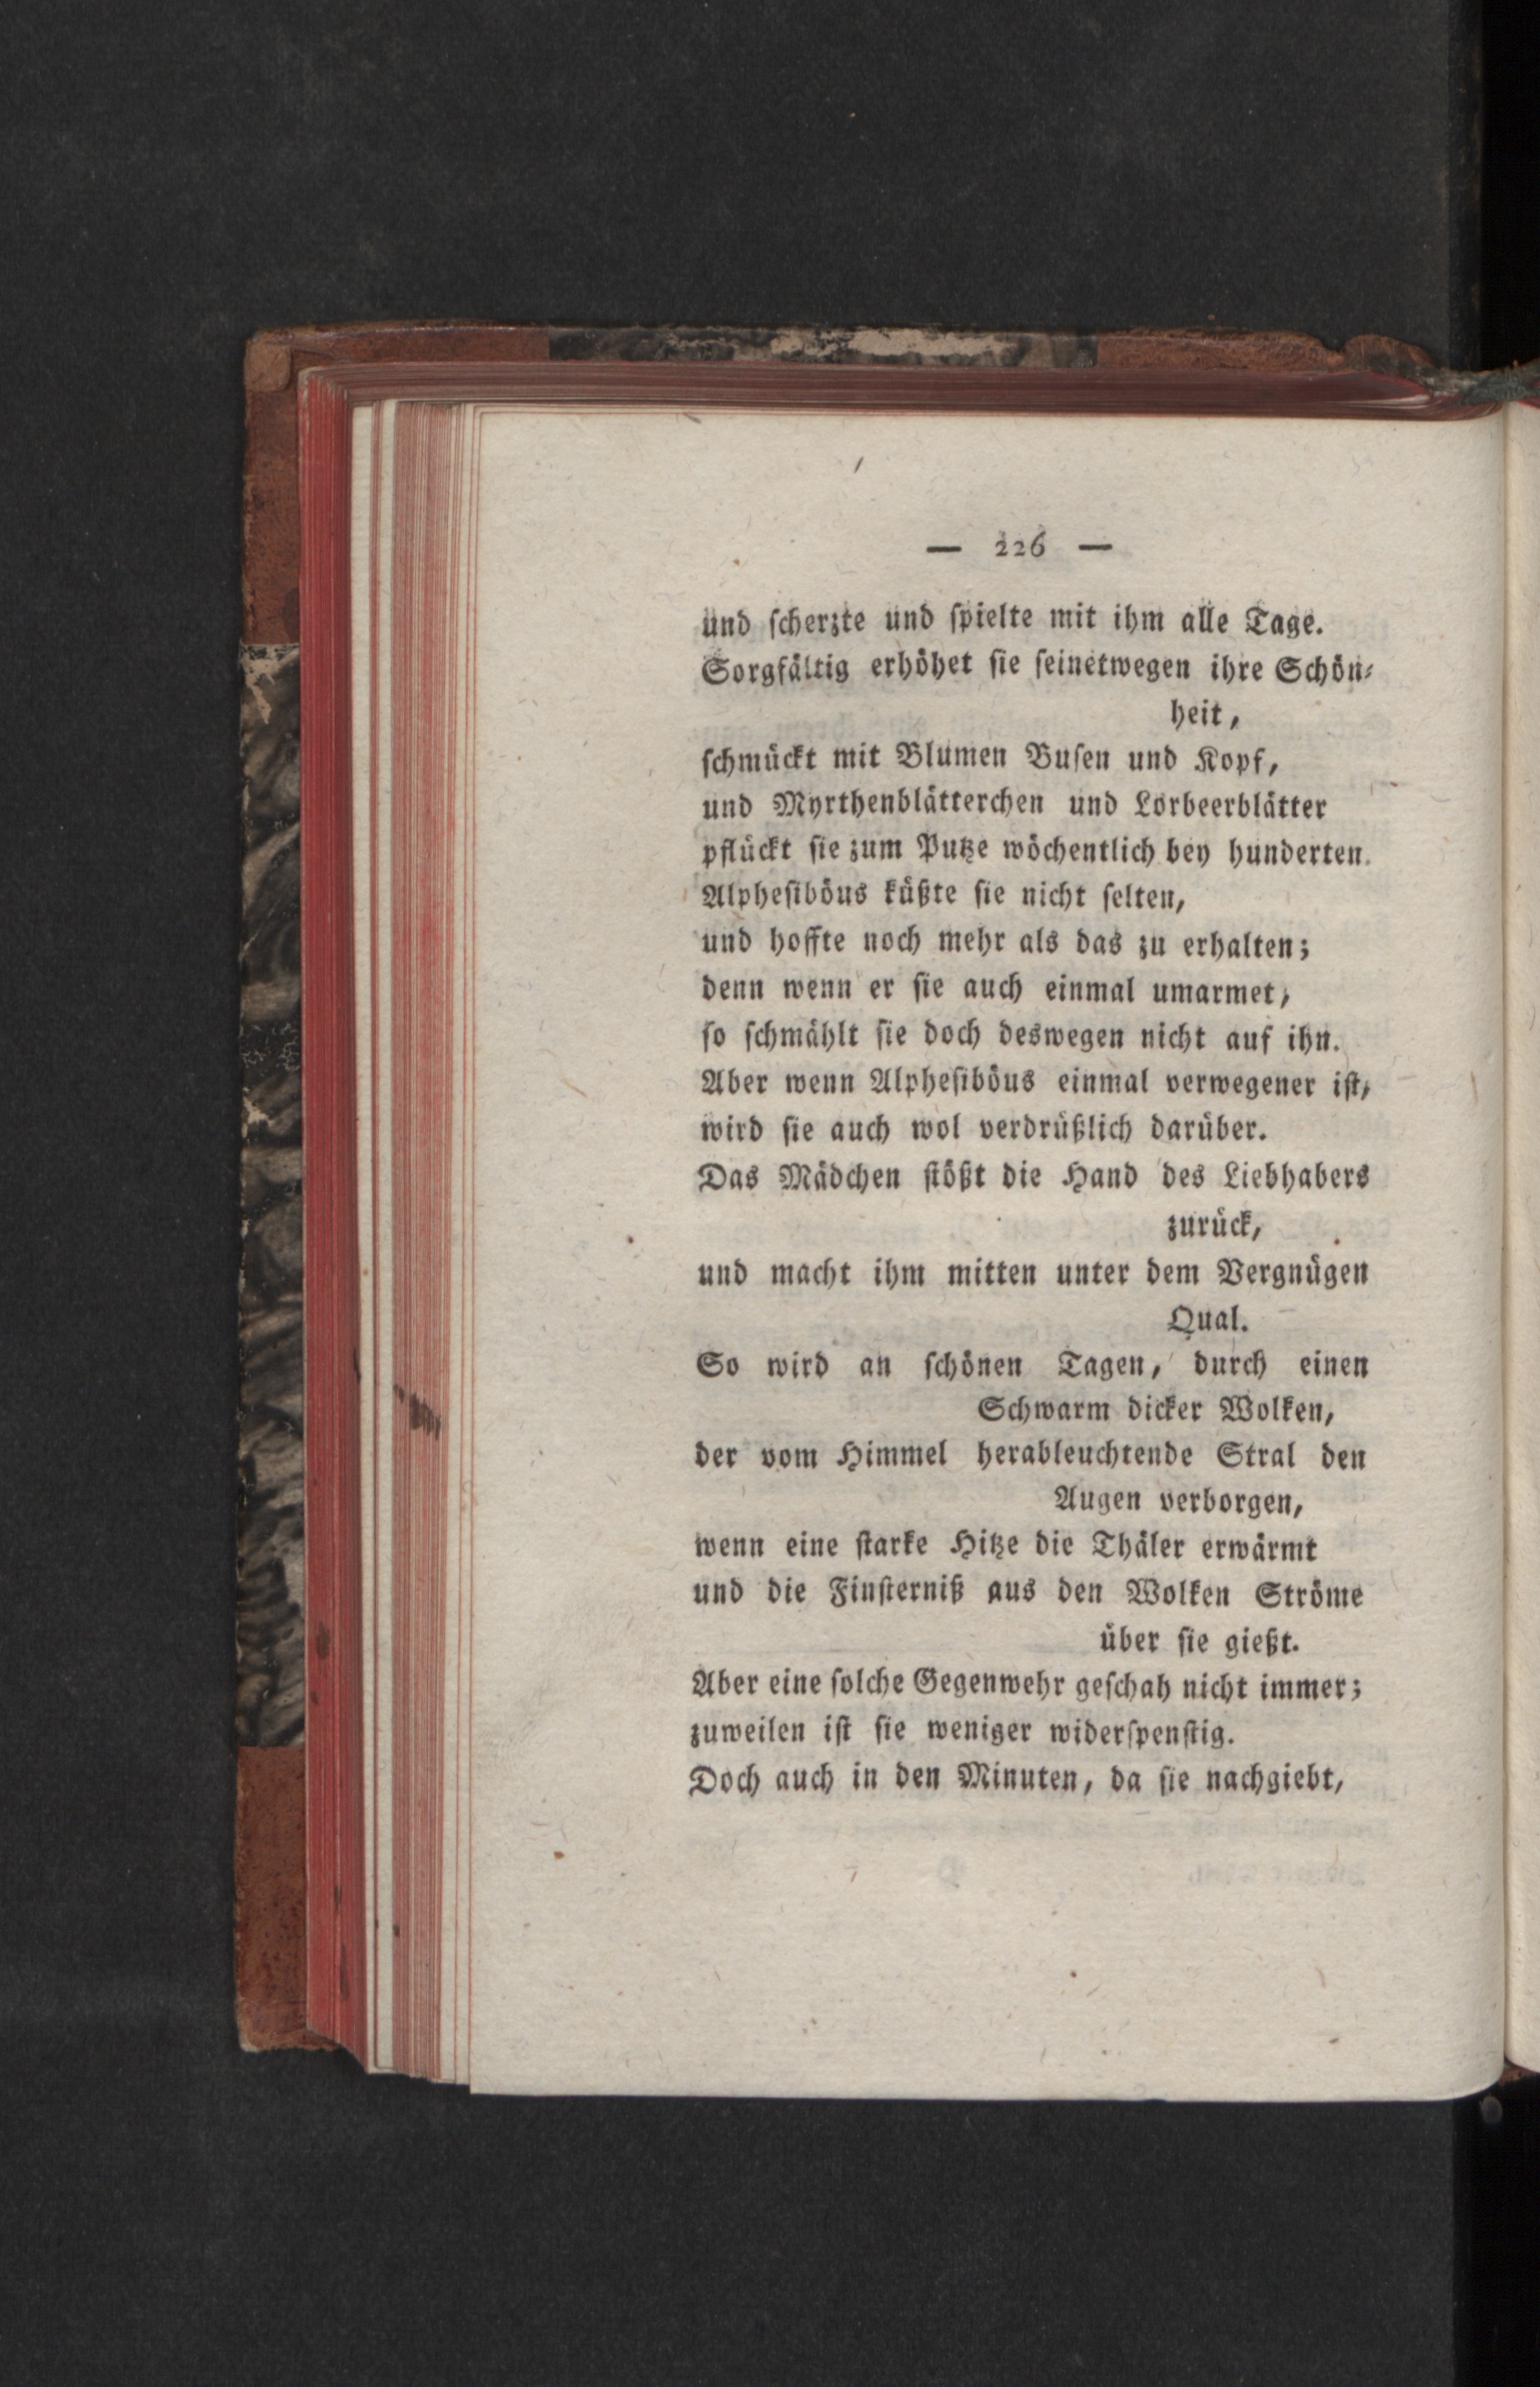 — 226 —
und ſcherzte und ſpielte mit ihm alle Tage.
Sorgfältig erhöhet ſie ſeinetwegen ihre Schön⸗
heit,
ſchmückt mit Blumen Buſen und Kopf,
und Myrthenblätterchen und Lorbeerblätter
pflückt ſie zum Putze wöchentlich bey hunderten.
Alpheſiböus küßte ſie nicht ſelten,
und hoffte noch mehr als das zu erhalten;
denn wenn er ſie auch einmal umarmet,
ſo ſchmählt ſie doch deswegen nicht auf ihn.
Aber wenn Alpheſiböus einmal verwegener iſt,
wird ſie auch wol verdrüßlich darüber.
Das Mädchen ſtößt die Hand des Liebhabers
zurück,
und macht ihm mitten unter dem Vergnügen
Qual.
So wird an ſchönen Tagen, durch einen
Schwarm dicker Wolken,
der vom Himmel herableuchtende Stral den
Augen verborgen,
wenn eine ſtarke Hitze die Thäler erwärmt
und die Finſterniß aus den Wolken Ströme
über ſie gießt.
Aber eine ſolche Gegenwehr geſchah nicht immer;
zuweilen iſt ſie weniger widerſpenſtig.
Doch auch in den Minuten, da ſie nachgiebt,